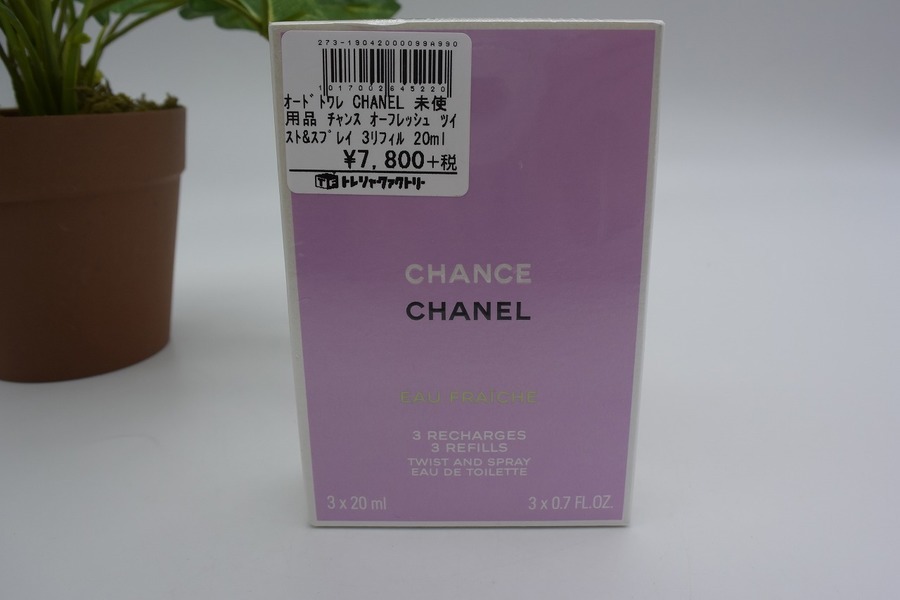 273-19042000099A990
1017002645220
オードトワレ CHANEL 未使
用品 チャンス オーフレッシュ ツイ
スト&スプレイ 3リフィル 20ml
¥7,800+税
TF トレジャーファクトリー
CHANCE
CHANEL
EAU FRAÎCHE
3 RECHARGES
3 REFILLS
TWIST AND SPRAY
EAU DE TOILETTE
3 x 20 ml
3 x 0.7 FL.OZ.